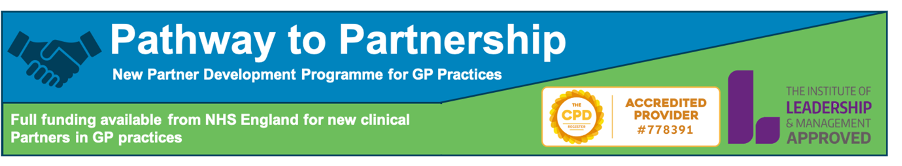 Pathway to Partnership
New Partner Development Programme for GP Practices
Full funding available from NHS England for new clinical
Partners in GP practices
THE
CPD
REGISTER
ACCREDITED
PROVIDER
#778391
THE INSTITUTE OF
LEADERSHIP
& MANAGEMENT
APPROVED